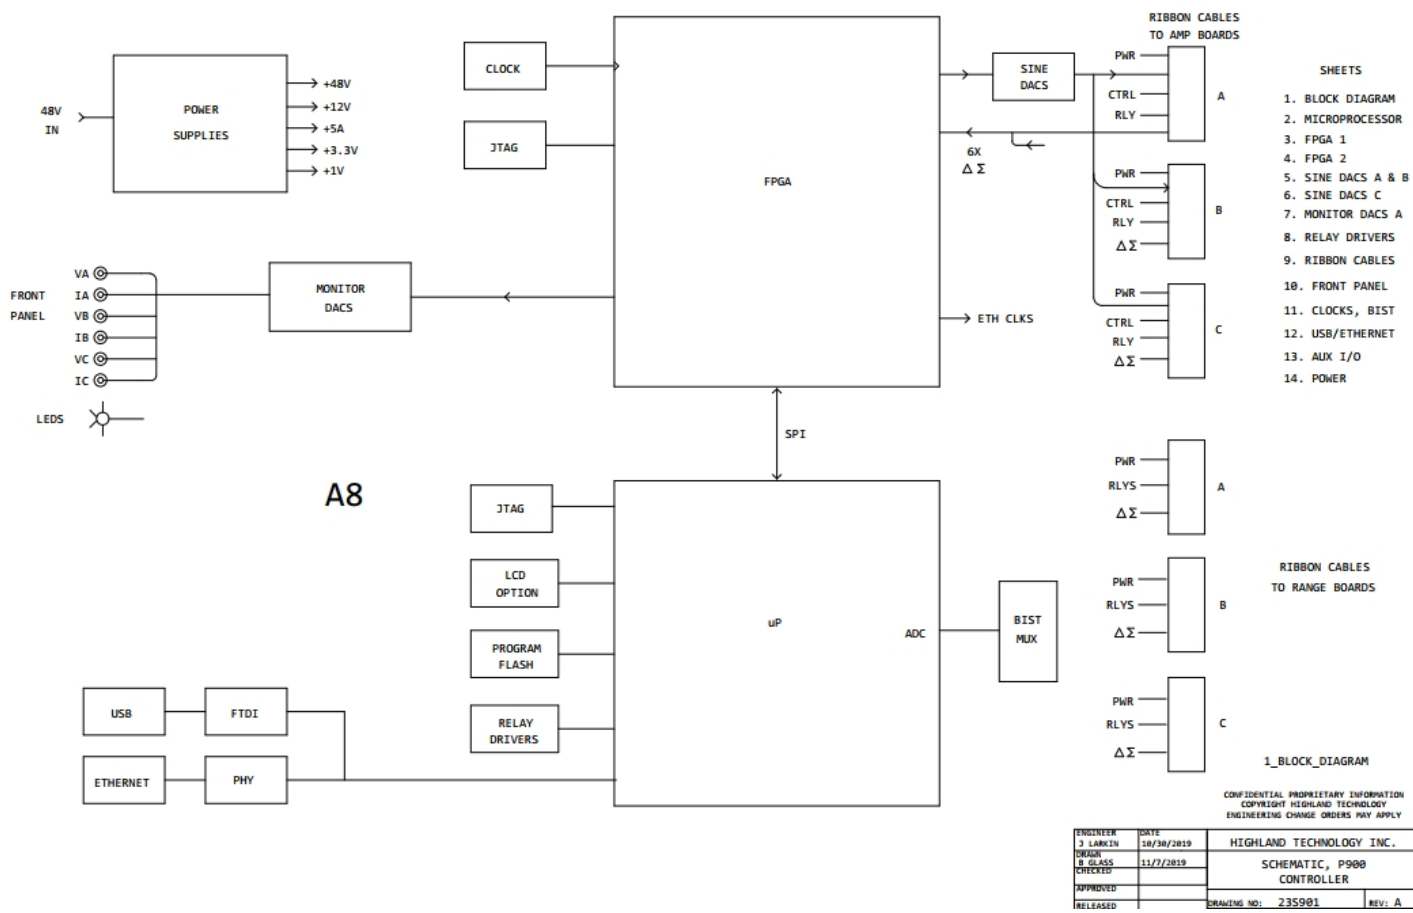 RIBBON CABLES
TO AMP BOARDS
48V
IN
POWER
SUPPLIES
+48V
+12V
+5A
+3.3V
+1V
CLOCK
JTAG
FPGA
SINE
DACS
6X
Δ Σ
ETH CLKS
PWR
CTRL
RLY
A
PWR
CTRL
RLY
ΔΣ
B
PWR
CTRL
RLY
ΔΣ
C
SHEETS
1. BLOCK DIAGRAM
2. MICROPROCESSOR
3. FPGA 1
4. FPGA 2
5. SINE DACS A & B
6. SINE DACS C
7. MONITOR DACS A
8. RELAY DRIVERS
9. RIBBON CABLES
10. FRONT PANEL
11. CLOCKS, BIST
12. USB/ETHERNET
13. AUX I/O
14. POWER
FRONT
PANEL
VA
IA
VB
IB
VC
IC
MONITOR
DACS
LEDS
SPI
A8
JTAG
LCD
OPTION
PROGRAM
FLASH
RELAY
DRIVERS
uP
ADC
BIST
MUX
USB
FTDI
ETHERNET
PHY
PWR
RLYS
ΔΣ
A
PWR
RLYS
ΔΣ
B
PWR
RLYS
ΔΣ
C
RIBBON CABLES
TO RANGE BOARDS
1_BLOCK_DIAGRAM
CONFIDENTIAL PROPRIETARY INFORMATION
COPYRIGHT HIGHLAND TECHNOLOGY
ENGINEERING CHANGE ORDERS MAY APPLY
ENGINEER DATE
J LARKIN 10/30/2019
DRAWN
B GLASS 11/7/2019
CHECKED
APPROVED
RELEASED
HIGHLAND TECHNOLOGY INC.
SCHEMATIC, P900
CONTROLLER
DRAWING NO: 23S901 REV: A